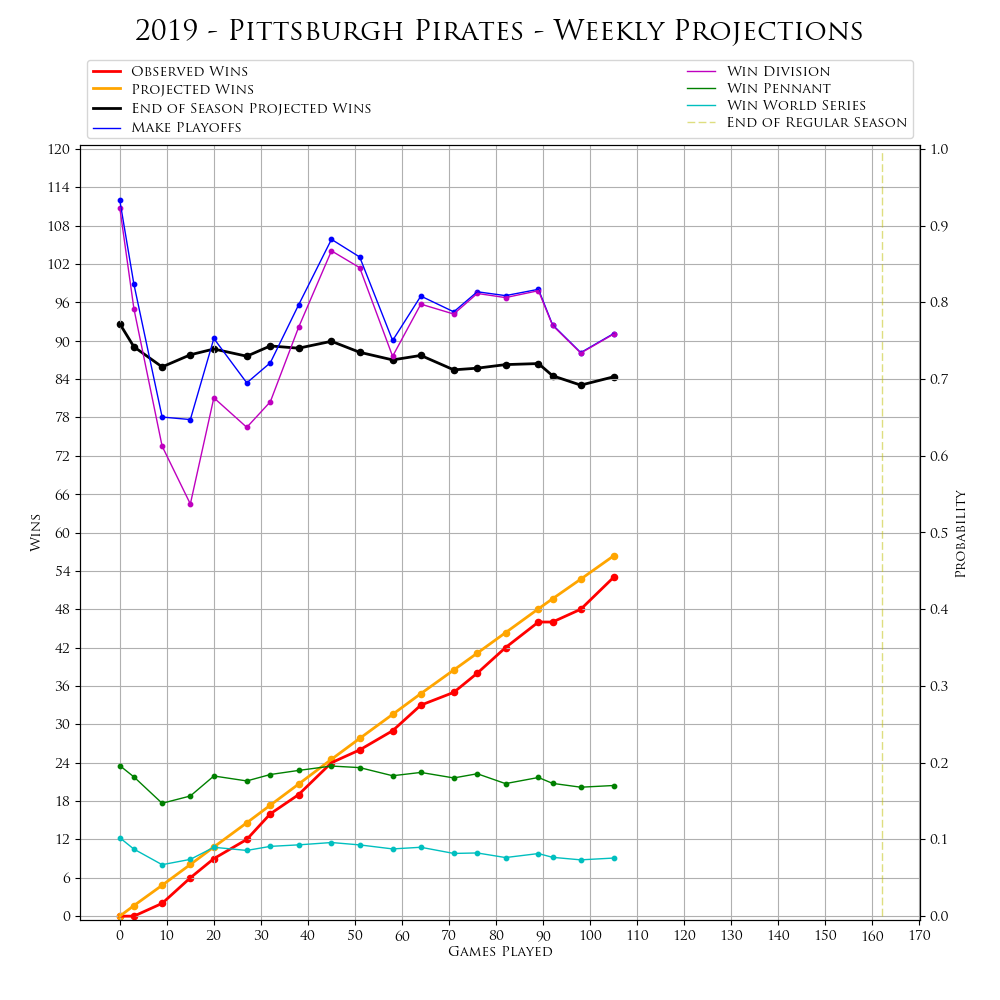 2019 - Pittsburgh Pirates - Weekly Projections
Observed Wins
Projected Wins
End of Season Projected Wins
Make Playoffs
Win Division
Win Pennant
Win World Series
End of Regular Season
120
114
108
102
96
90
84
78
72
66
60
54
48
42
36
30
24
18
12
6
0
Wins
1.0
0.9
0.8
0.7
0.6
0.5
0.4
0.3
0.2
0.1
0.0
Probability
0 10 20 30 40 50 60 70 80 90 100 110 120 130 140 150 160 170
Games Played